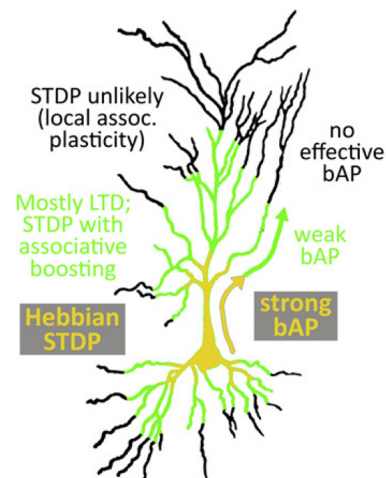 STDP unlikely
(local assoc.
plasticity)
no
effective
bAP
Mostly LTD;
STDP with
associative
boosting
weak
bAP
Hebbian
STDP
strong
bAP